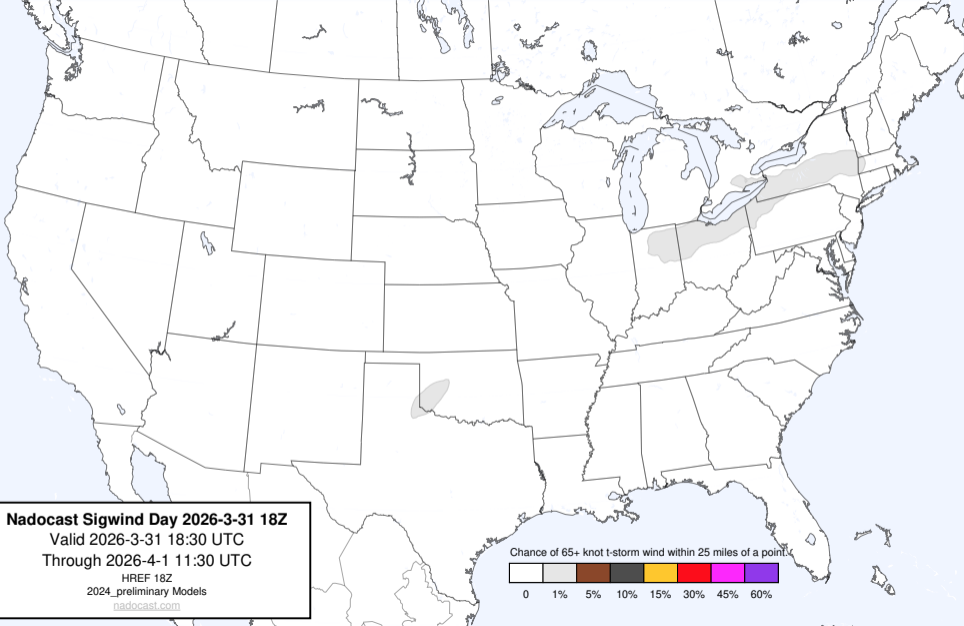 Nadocast Sigwind Day 2026-3-31 18Z
Valid 2026-3-31 18:30 UTC
Through 2026-4-1 11:30 UTC
HREF 18Z
2024_preliminary Models
nadocast.com
Chance of 65+ knot t-storm wind within 25 miles of a point.
0 1% 5% 10% 15% 30% 45% 60%